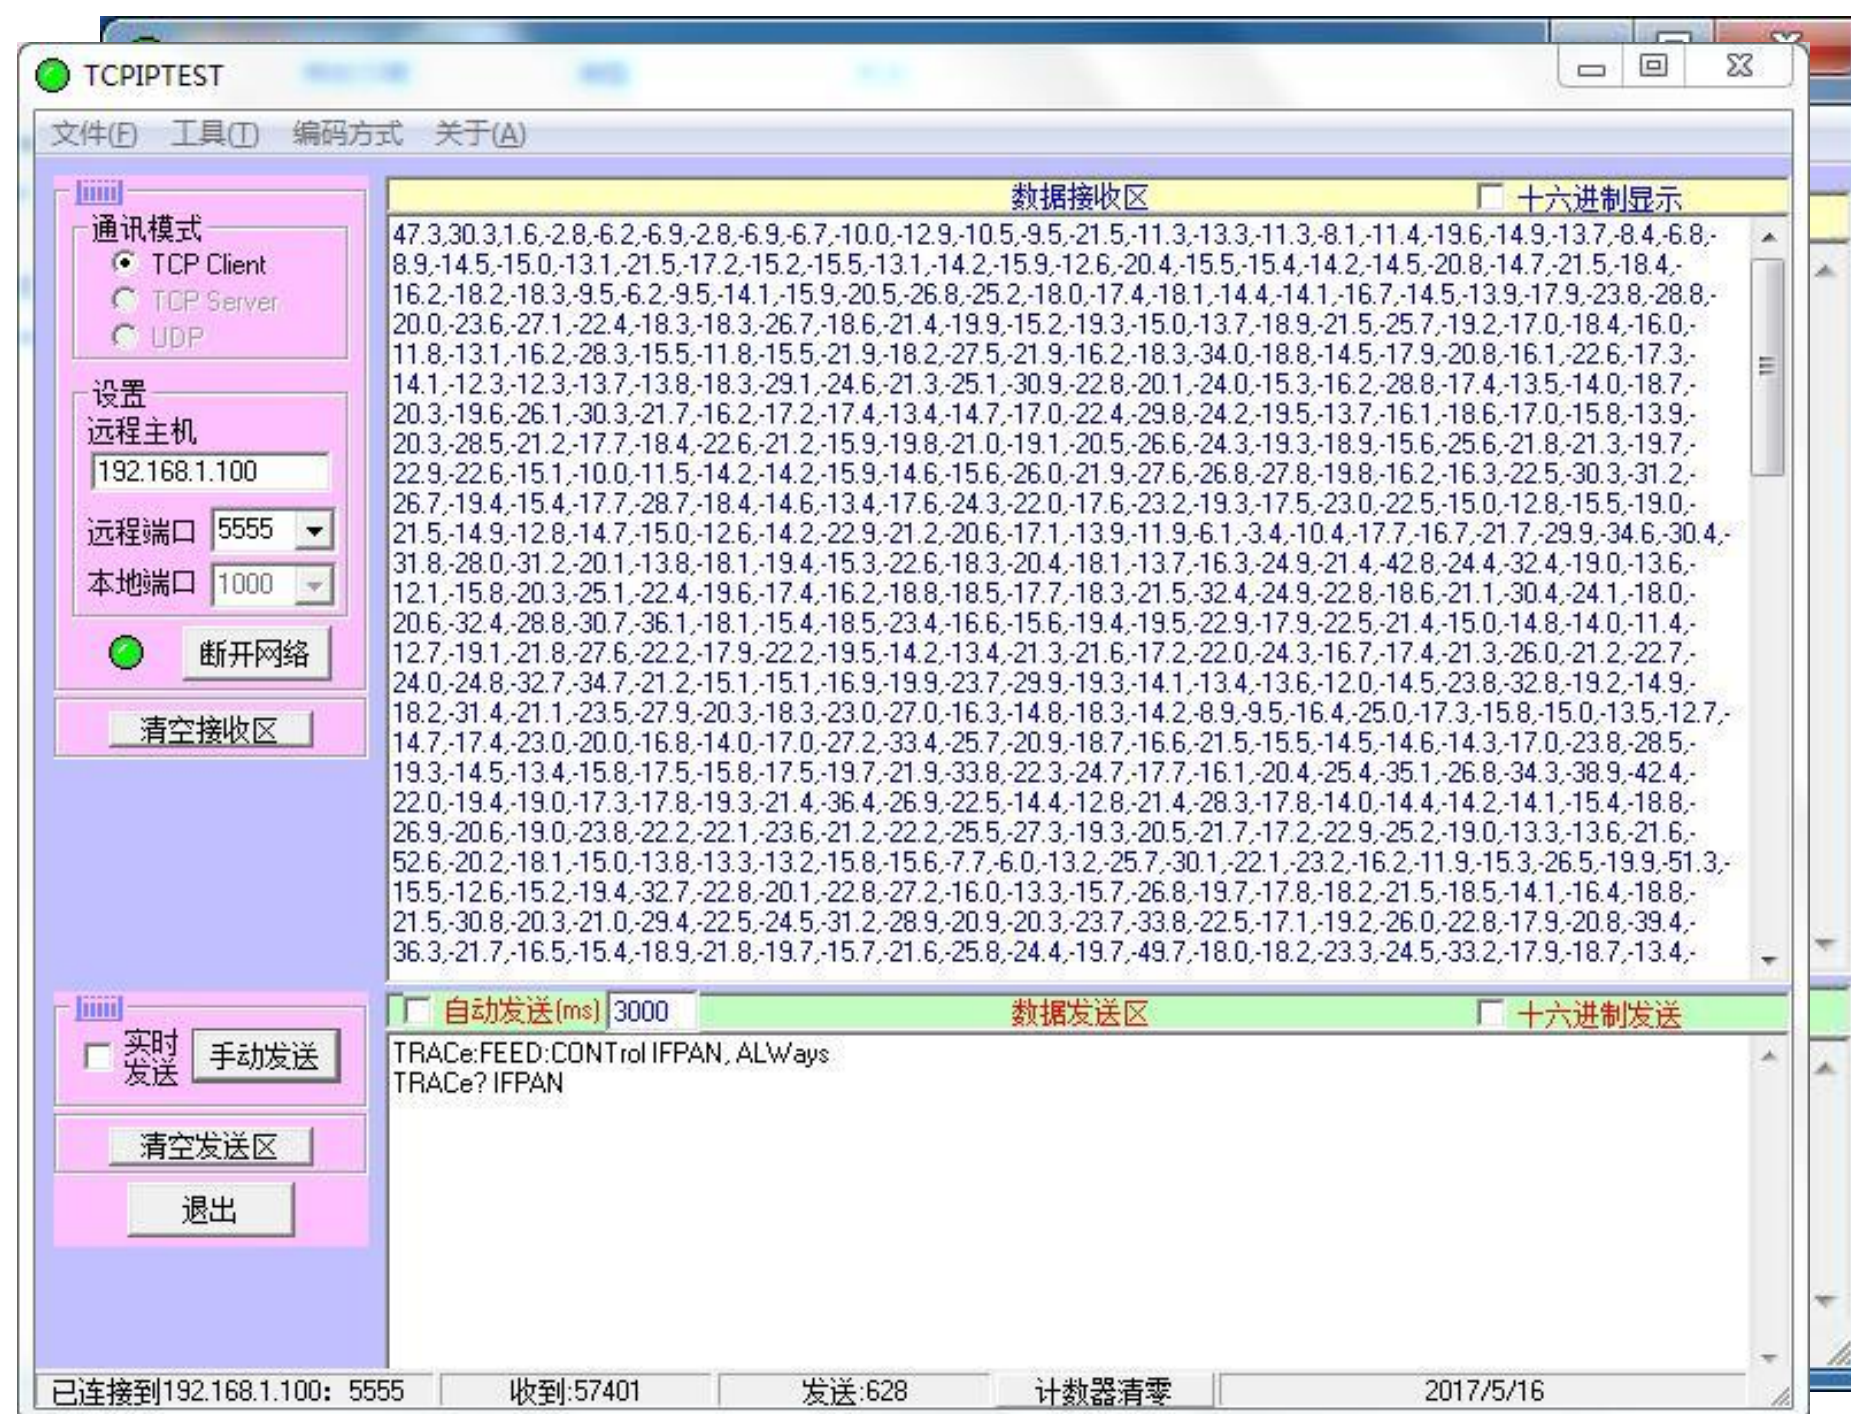 TCPIPTEST
文件(F) 工具(T) 编码方式 关于(A)
通讯模式
TCP Client
TCP Server
UDP
设置
远程主机
192.168.1.100
远程端口 5555
本地端口 1000
断开网络
清空接收区
数据接收区 十六进制显示
47.3,30.3,1.6,-2.8,-6.2,-6.9,-2.8,-6.9,-6.7,-10.0,-12.9,-10.5,-9.5,-21.5,-11.3,-13.3,-11.3,-8.1,-11.4,-19.6,-14.9,-13.7,-8.4,-6.8,-
8.9,-14.5,-15.0,-13.1,-21.5,-17.2,-15.2,-15.5,-13.1,-14.2,-15.9,-12.6,-20.4,-15.5,-15.4,-14.2,-14.5,-20.8,-14.7,-21.5,-18.4,-
16.2,-18.2,-18.3,-9.5,-6.2,-9.5,-14.1,-15.9,-20.5,-26.8,-25.2,-18.0,-17.4,-18.1,-14.4,-14.1,-16.7,-14.5,-13.9,-17.9,-23.8,-28.8,-
20.0,-23.6,-27.1,-22.4,-18.3,-18.3,-26.7,-18.6,-21.4,-19.9,-15.2,-19.3,-15.0,-13.7,-18.9,-21.5,-25.7,-19.2,-17.0,-18.4,-16.0,-
11.8,-13.1,-16.2,-28.3,-15.5,-11.8,-15.5,-21.9,-18.2,-27.5,-21.9,-16.2,-18.3,-34.0,-18.8,-14.5,-17.9,-20.8,-16.1,-22.6,-17.3,-
14.1,-12.3,-12.3,-13.7,-13.8,-18.3,-29.1,-24.6,-21.3,-25.1,-30.9,-22.8,-20.1,-24.0,-15.3,-16.2,-28.8,-17.4,-13.5,-14.0,-18.7,-
20.3,-19.6,-26.1,-30.3,-21.7,-16.2,-17.2,-17.4,-13.4,-14.7,-17.0,-22.4,-29.8,-24.2,-19.5,-13.7,-16.1,-18.6,-17.0,-15.8,-13.9,-
20.3,-28.5,-21.2,-17.7,-18.4,-22.6,-21.2,-15.9,-19.8,-21.0,-19.1,-20.5,-26.6,-24.3,-19.3,-18.9,-15.6,-25.6,-21.8,-21.3,-19.7,-
22.9,-22.6,-15.1,-10.0,-11.5,-14.2,-14.2,-15.9,-14.6,-15.6,-26.0,-21.9,-27.6,-26.8,-27.8,-19.8,-16.2,-16.3,-22.5,-30.3,-31.2,-
26.7,-19.4,-15.4,-17.7,-28.7,-18.4,-14.6,-13.4,-17.6,-24.3,-22.0,-17.6,-23.2,-19.3,-17.5,-23.0,-22.5,-15.0,-12.8,-15.5,-19.0,-
21.5,-14.9,-12.8,-14.7,-15.0,-12.6,-14.2,-22.9,-21.2,-20.6,-17.1,-13.9,-11.9,-6.1,-3.4,-10.4,-17.7,-16.7,-21.7,-29.9,-34.6,-30.4,-
31.8,-28.0,-31.2,-20.1,-13.8,-18.1,-19.4,-15.3,-22.6,-18.3,-20.4,-18.1,-13.7,-16.3,-24.9,-21.4,-42.8,-24.4,-32.4,-19.0,-13.6,-
12.1,-15.8,-20.3,-25.1,-22.4,-19.6,-17.4,-16.2,-18.8,-18.5,-17.7,-18.3,-21.5,-32.4,-24.9,-22.8,-18.6,-21.1,-30.4,-24.1,-18.0,-
20.6,-32.4,-28.8,-30.7,-36.1,-18.1,-15.4,-18.5,-23.4,-16.6,-15.6,-19.4,-19.5,-22.9,-17.9,-22.5,-21.4,-15.0,-14.8,-14.0,-11.4,-
12.7,-19.1,-21.8,-27.6,-22.2,-17.9,-22.2,-19.5,-14.2,-13.4,-21.3,-21.6,-17.2,-22.0,-24.3,-16.7,-17.4,-21.3,-26.0,-21.2,-22.7,-
24.0,-24.8,-32.7,-34.7,-21.2,-15.1,-15.1,-16.9,-19.9,-23.7,-29.9,-19.3,-14.1,-13.4,-13.6,-12.0,-14.5,-23.8,-32.8,-19.2,-14.9,-
18.2,-31.4,-21.1,-23.5,-27.9,-20.3,-18.3,-23.0,-27.0,-16.3,-14.8,-18.3,-14.2,-8.9,-9.5,-16.4,-25.0,-17.3,-15.8,-15.0,-13.5,-12.7,-
14.7,-17.4,-23.0,-20.0,-16.8,-14.0,-17.0,-27.2,-33.4,-25.7,-20.9,-18.7,-16.6,-21.5,-15.5,-14.5,-14.6,-14.3,-17.0,-23.8,-28.5,-
19.3,-14.5,-13.4,-15.8,-17.5,-15.8,-17.5,-19.7,-21.9,-33.8,-22.3,-24.7,-17.7,-16.1,-20.4,-25.4,-35.1,-26.8,-34.3,-38.9,-42.4,-
22.0,-19.4,-19.0,-17.3,-17.8,-19.3,-21.4,-36.4,-26.9,-22.5,-14.4,-12.8,-21.4,-28.3,-17.8,-14.0,-14.4,-14.2,-14.1,-15.4,-18.8,-
26.9,-20.6,-19.0,-23.8,-22.2,-22.1,-23.6,-21.2,-22.2,-25.5,-27.3,-19.3,-20.5,-21.7,-17.2,-22.9,-25.2,-19.0,-13.3,-13.6,-21.6,-
52.6,-20.2,-18.1,-15.0,-13.8,-13.3,-13.2,-15.8,-15.6,-7.7,-6.0,-13.2,-25.7,-30.1,-22.1,-23.2,-16.2,-11.9,-15.3,-26.5,-19.9,-51.3,-
15.5,-12.6,-15.2,-19.4,-32.7,-22.8,-20.1,-22.8,-27.2,-16.0,-13.3,-15.7,-26.8,-19.7,-17.8,-18.2,-21.5,-18.5,-14.1,-16.4,-18.8,-
21.5,-30.8,-20.3,-21.0,-29.4,-22.5,-24.5,-31.2,-28.9,-20.9,-20.3,-23.7,-33.8,-22.5,-17.1,-19.2,-26.0,-22.8,-17.9,-20.8,-39.4,-
36.3,-21.7,-16.5,-15.4,-18.9,-21.8,-19.7,-15.7,-21.6,-25.8,-24.4,-19.7,-49.7,-18.0,-18.2,-23.3,-24.5,-33.2,-17.9,-18.7,-13.4,-
自动发送(ms) 3000 数据发送区 十六进制发送
实时
发送
手动发送
清空发送区
退出
TRACe:FEED:CONTrol IFPAN, ALWays
TRACe? IFPAN
已连接到192.168.1.100: 5555 收到:57401 发送:628 计数器清零 2017/5/16